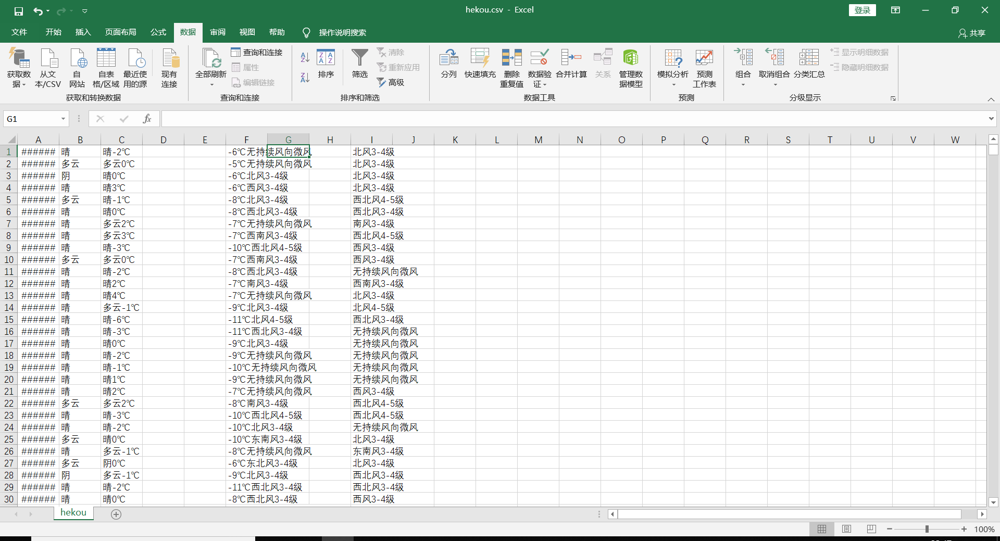 hekou.csv - Excel
登录
文件 开始 插入 页面布局 公式 数据 审阅 视图 帮助 操作说明搜索 共享
获取数据 从文本/CSV 自网站 自表格/区域 最近使用的源 现有连接
获取和转换数据
全部刷新 查询和连接 属性 编辑链接
查询和连接
排序 筛选 清除 重新应用 高级
排序和筛选
分列 快速填充 删除重复值 数据验证 合并计算 关系 管理数据模型
数据工具
模拟分析 预测工作表
预测
组合 取消组合 分类汇总 显示明细数据 隐藏明细数据
分级显示
G1 fx
A B C D E F G H I J K L M N O P Q R S T U V W
1 ###### 晴 晴-2℃ -6℃无持续风向微风 北风3-4级
2 ###### 多云 多云0℃ -5℃无持续风向微风 北风3-4级
3 ###### 阴 晴0℃ -6℃北风3-4级 北风3-4级
4 ###### 晴 晴3℃ -6℃西风3-4级 北风3-4级
5 ###### 多云 晴-1℃ -8℃北风3-4级 西北风4-5级
6 ###### 晴 晴0℃ -8℃西北风3-4级 西北风3-4级
7 ###### 晴 多云2℃ -7℃无持续风向微风 南风3-4级
8 ###### 晴 多云3℃ -7℃西南风3-4级 西北风4-5级
9 ###### 晴 晴-3℃ -10℃西北风4-5级 西风3-4级
10 ###### 多云 多云0℃ -7℃西南风3-4级 西风3-4级
11 ###### 晴 晴-2℃ -8℃西北风3-4级 无持续风向微风
12 ###### 晴 晴2℃ -7℃南风3-4级 西南风3-4级
13 ###### 晴 晴4℃ -7℃无持续风向微风 北风3-4级
14 ###### 晴 多云-1℃ -9℃北风3-4级 北风4-5级
15 ###### 晴 晴-6℃ -11℃北风4-5级 西北风3-4级
16 ###### 晴 晴-3℃ -11℃西北风3-4级 无持续风向微风
17 ###### 晴 晴0℃ -9℃北风3-4级 无持续风向微风
18 ###### 晴 晴-2℃ -9℃无持续风向微风 无持续风向微风
19 ###### 晴 晴-1℃ -10℃无持续风向微风 无持续风向微风
20 ###### 晴 晴1℃ -9℃无持续风向微风 无持续风向微风
21 ###### 晴 晴2℃ -7℃无持续风向微风 西风3-4级
22 ###### 多云 多云2℃ -8℃南风3-4级 西北风4-5级
23 ###### 晴 晴-3℃ -10℃西北风4-5级 西北风4-5级
24 ###### 晴 晴-2℃ -10℃北风3-4级 无持续风向微风
25 ###### 多云 晴0℃ -10℃东南风3-4级 北风3-4级
26 ###### 晴 多云-1℃ -8℃无持续风向微风 东南风3-4级
27 ###### 多云 阴0℃ -6℃东北风3-4级 北风3-4级
28 ###### 阴 多云-1℃ -9℃北风3-4级 西北风3-4级
29 ###### 晴 晴-2℃ -11℃西北风3-4级 西北风3-4级
30 ###### 晴 晴0℃ -8℃西北风3-4级 西风3-4级
hekou
100%